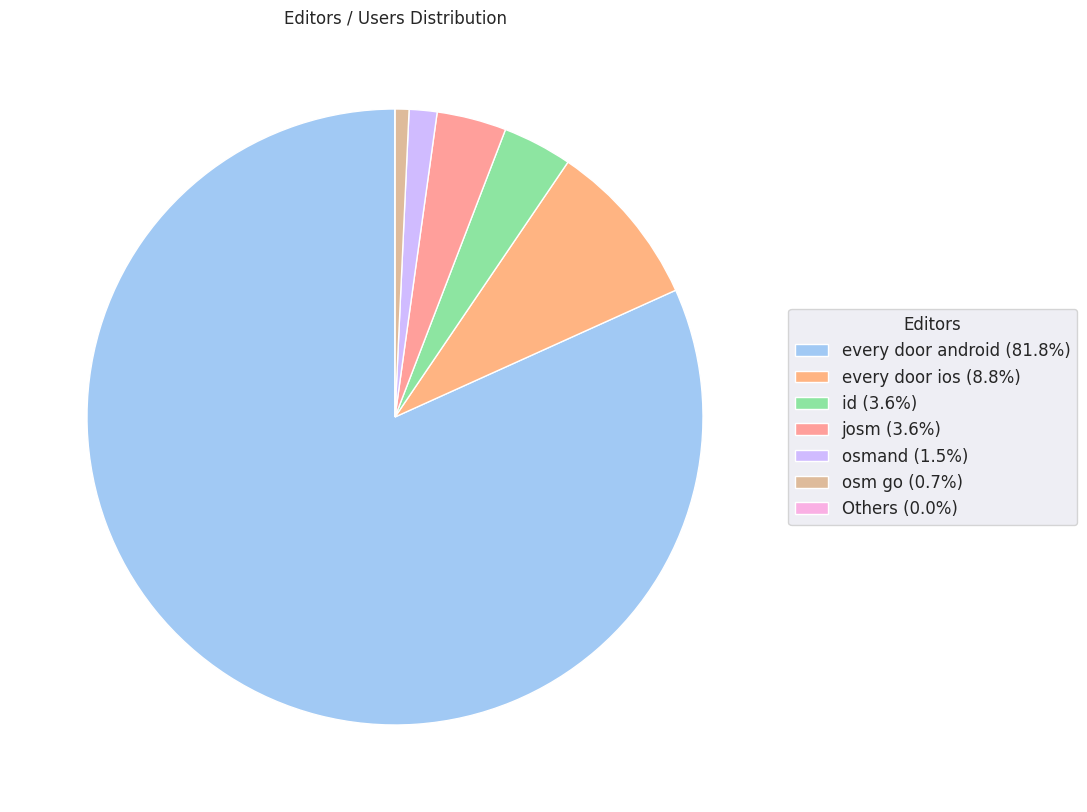 Editors / Users Distribution
Editors
every door android (81.8%)
every door ios (8.8%)
id (3.6%)
josm (3.6%)
osmand (1.5%)
osm go (0.7%)
Others (0.0%)